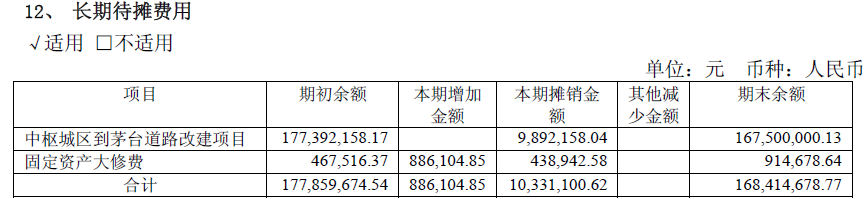 12、 长期待摊费用
√适用 □不适用
单位：元 币种：人民币
项目 期初余额 本期增加金额 本期摊销金额 其他减少金额 期末余额
中枢城区到茅台道路改建项目 177,392,158.17 9,892,158.04 167,500,000.13
固定资产大修费 467,516.37 886,104.85 438,942.58 914,678.64
合计 177,859,674.54 886,104.85 10,331,100.62 168,414,678.77